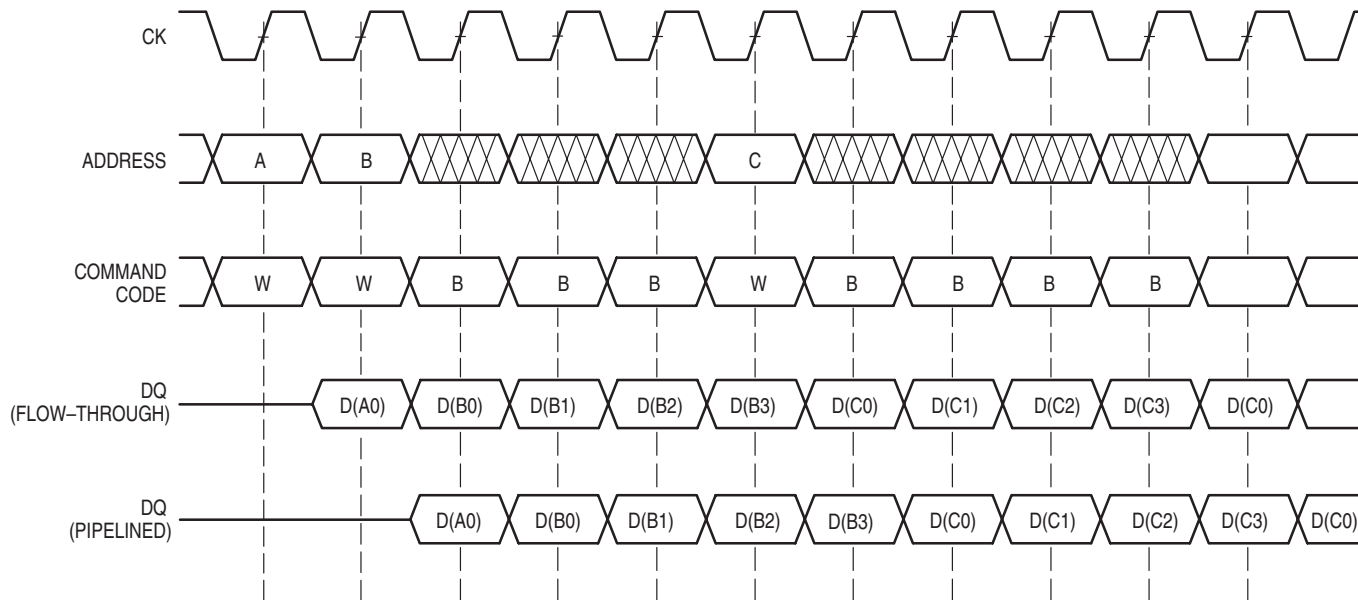 CK
ADDRESS
A B C
COMMAND
CODE
W W B B B W B B B B
DQ
(FLOW–THROUGH)
D(A0) D(B0) D(B1) D(B2) D(B3) D(C0) D(C1) D(C2) D(C3) D(C0)
DQ
(PIPELINED)
D(A0) D(B0) D(B1) D(B2) D(B3) D(C0) D(C1) D(C2) D(C3) D(C0)